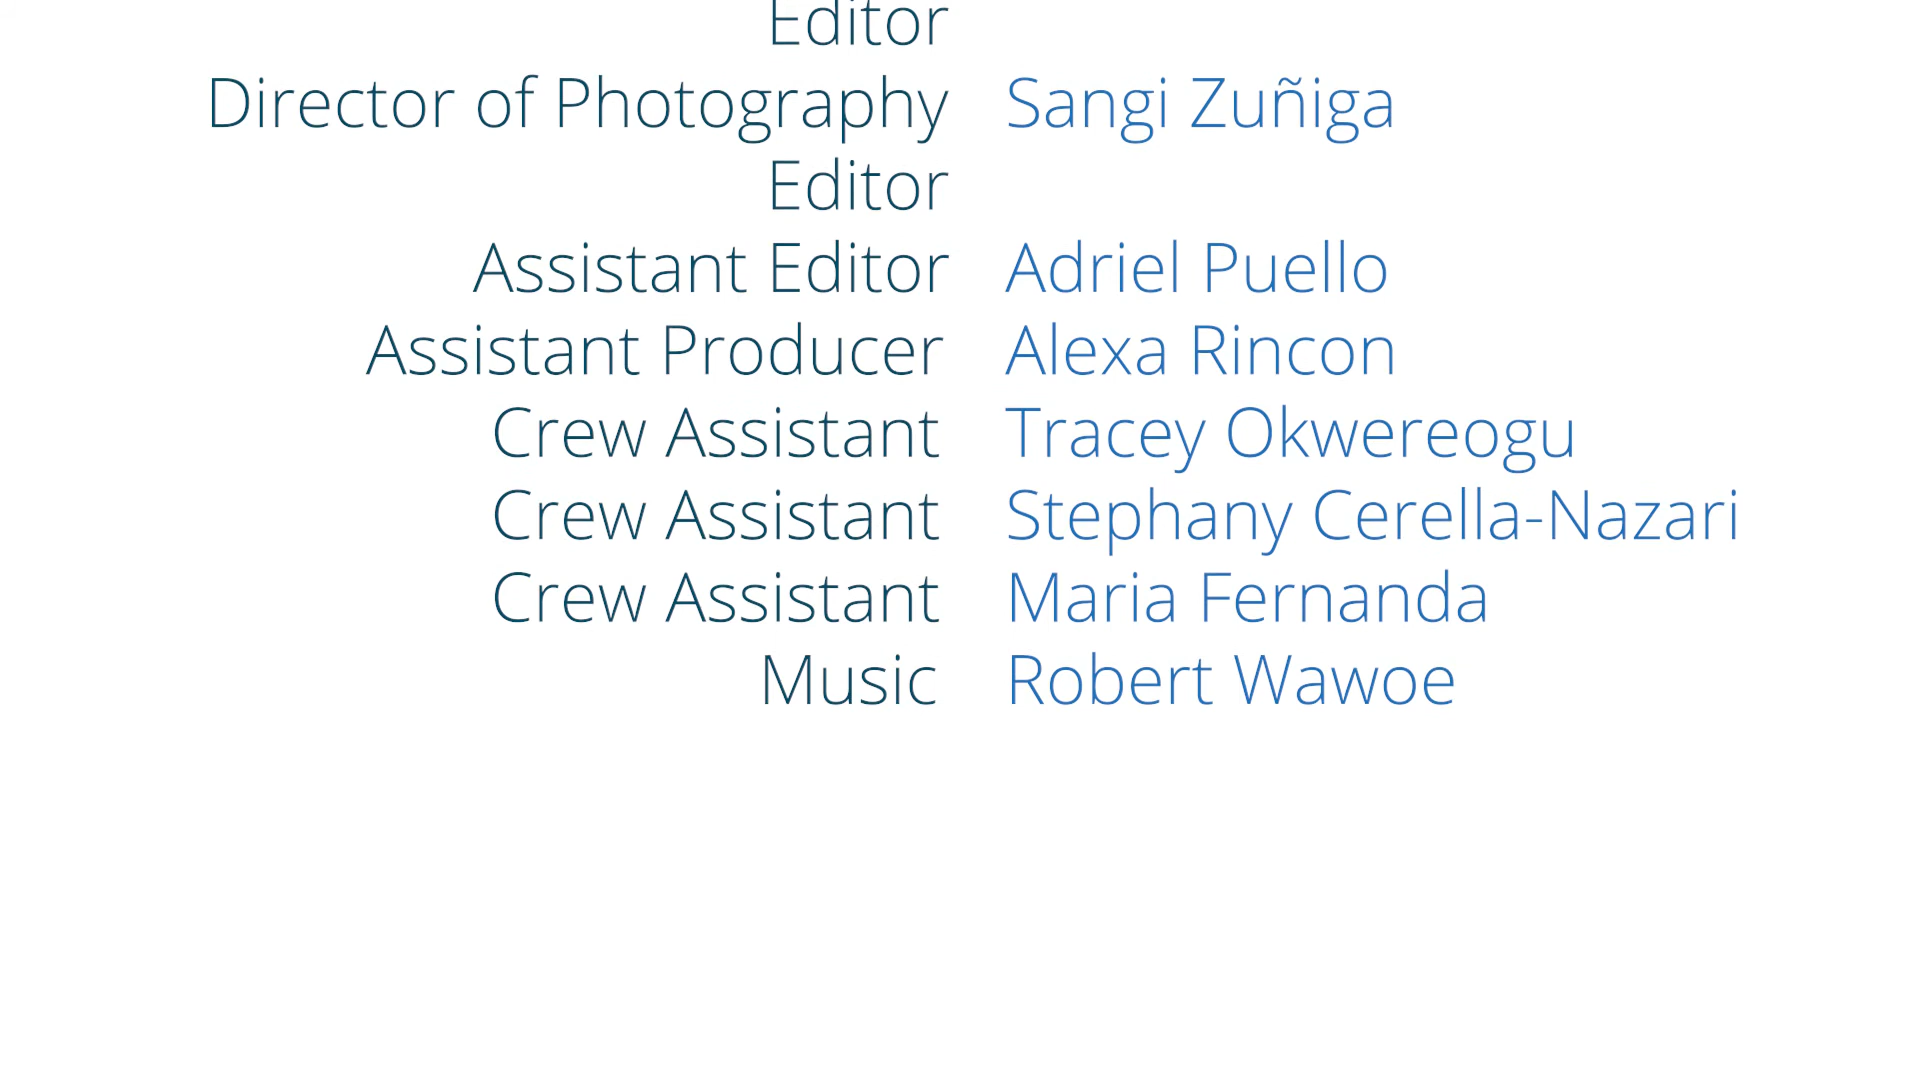 Editor
Director of Photography Sangi Zuñiga
Editor
Assistant Editor Adriel Puello
Assistant Producer Alexa Rincon
Crew Assistant Tracey Okwereogu
Crew Assistant Stephany Cerella-Nazari
Crew Assistant Maria Fernanda
Music Robert Wawoe